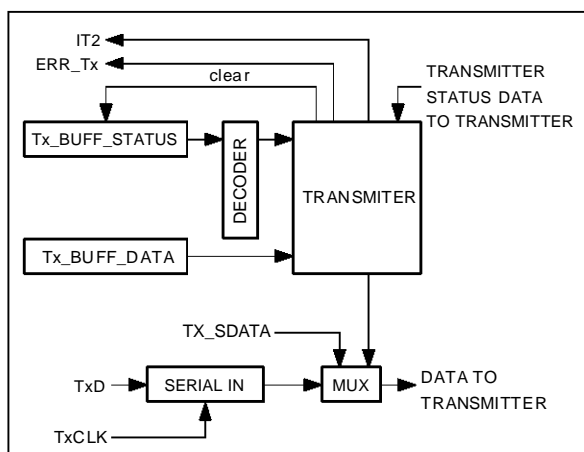 IT2
ERR_Tx
clear
TRANSMITTER
STATUS DATA
TO TRANSMITTER
Tx_BUFF_STATUS
DECODER
TRANSMITER
Tx_BUFF_DATA
TX_SDATA
TxD
SERIAL IN
MUX
DATA TO
TRANSMITTER
TxCLK